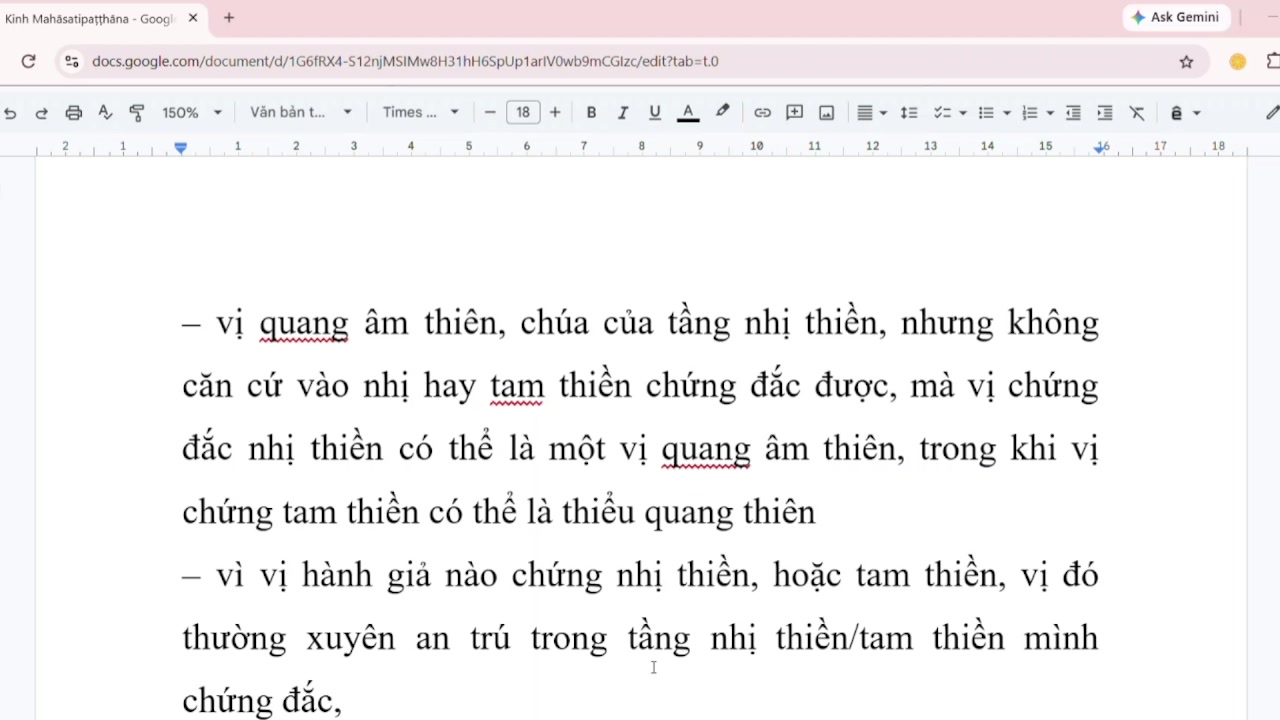 Kinh Mahāsatipaṭṭhāna - Googl
Ask Gemini
docs.google.com/document/d/1G6fRX4-S12njMSIMw8H31hH6SpUp1arIV0wb9mCGIzc/edit?tab=t.0
150% Văn bản t... Times ... 18 B I U A
2 1 1 2 3 4 5 6 7 8 9 10 11 12 13 14 15 16 17 18
– vị quang âm thiên, chúa của tầng nhị thiền, nhưng không
căn cứ vào nhị hay tam thiền chứng đắc được, mà vị chứng
đắc nhị thiền có thể là một vị quang âm thiên, trong khi vị
chứng tam thiền có thể là thiểu quang thiên
– vì vị hành giả nào chứng nhị thiền, hoặc tam thiền, vị đó
thường xuyên an trú trong tầng nhị thiền/tam thiền mình
chứng đắc,